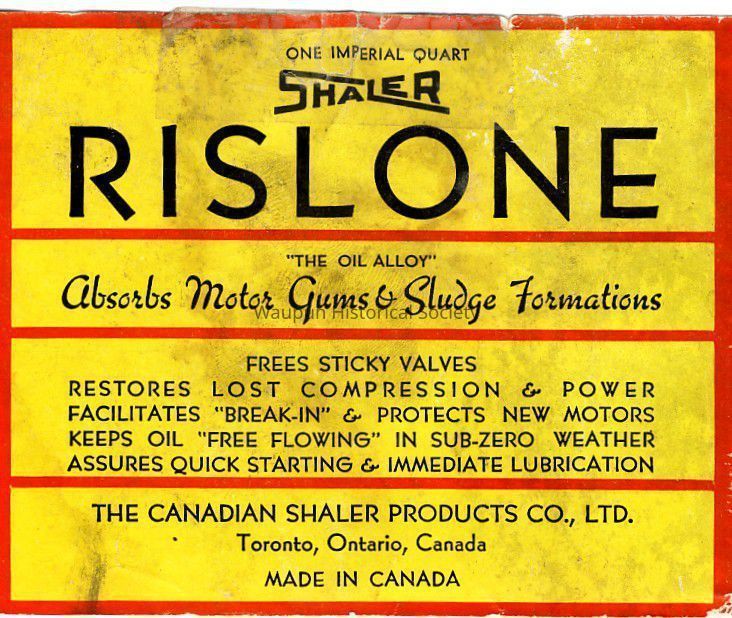 ONE IMPERIAL QUART
SHALER
RISLONE
"THE OIL ALLOY"
Absorbs Motor Gums & Sludge Formations
Waupun Historical Society
FREES STICKY VALVES
RESTORES LOST COMPRESSION & POWER
FACILITATES "BREAK-IN" & PROTECTS NEW MOTORS
KEEPS OIL "FREE FLOWING" IN SUB-ZERO WEATHER
ASSURES QUICK STARTING & IMMEDIATE LUBRICATION
THE CANADIAN SHALER PRODUCTS CO., LTD.
Toronto, Ontario, Canada
MADE IN CANADA